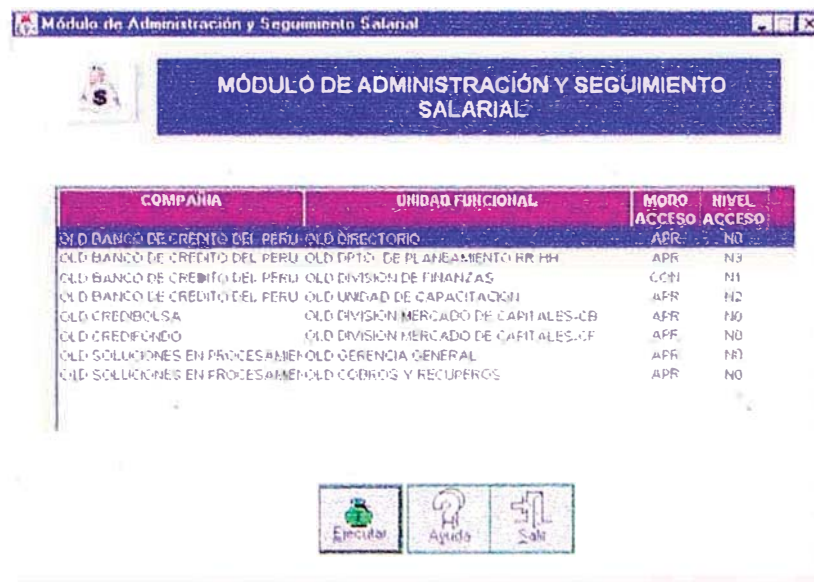 Módulo de Administración y Seguimiento Salarial
MÓDULO DE ADMINISTRACIÓN Y SEGUIMIENTO
SALARIAL
COMPAÑIA UNIDAD FUNCIONAL MODO ACCESO NIVEL ACCESO
OLD BANCO DE CREDITO DEL PERU OLD DIRECTORIO APR N0
OLD BANCO DE CREDITO DEL PERU OLD DPTO. DE PLANEAMIENTO RR.HH APR N3
OLD BANCO DE CREDITO DEL PERU OLD DIVISION DE FINANZAS CON N1
OLD BANCO DE CREDITO DEL PERU OLD UNIDAD DE CAPACITACION APR N2
OLD CREDIBOLSA OLD DIVISION MERCADO DE CAPITALES-CB APR N0
OLD CREDIFONDO OLD DIVISION MERCADO DE CAPITALES-CF APR N0
OLD SOLUCIONES EN PROCESAMIEN OLD GERENCIA GENERAL APR N0
OLD SOLUCIONES EN PROCESAMIEN OLD COBROS Y RECUPEROS APR N0
Ejecutar Ayuda Salir